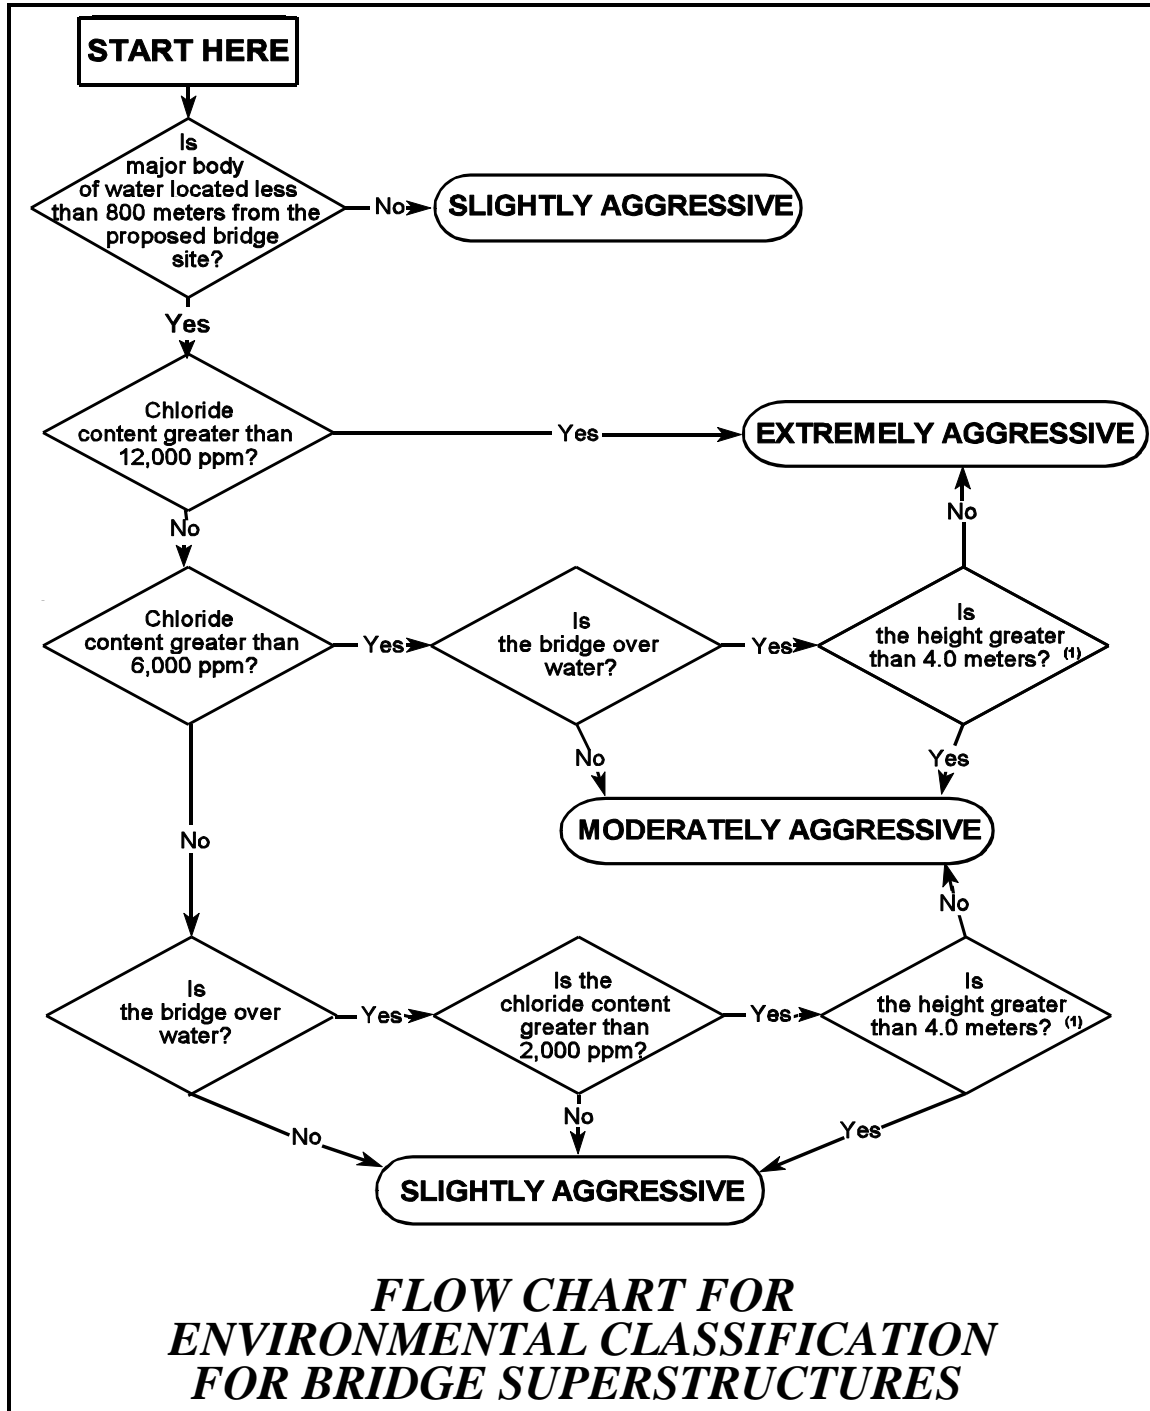 START HERE
Is
major body
of water located less
than 800 meters from the
proposed bridge
site?
No
SLIGHTLY AGGRESSIVE
Yes
Chloride
content greater than
12,000 ppm?
Yes
EXTREMELY AGGRESSIVE
No
No
Chloride
content greater than
6,000 ppm?
Yes
Is
the bridge over
water?
Yes
Is
the height greater
than 4.0 meters? (1)
No
Yes
MODERATELY AGGRESSIVE
No
No
Is
the bridge over
water?
Yes
Is the
chloride content
greater than
2,000 ppm?
Yes
Is
the height greater
than 4.0 meters? (1)
No
No
Yes
SLIGHTLY AGGRESSIVE
FLOW CHART FOR
ENVIRONMENTAL CLASSIFICATION
FOR BRIDGE SUPERSTRUCTURES